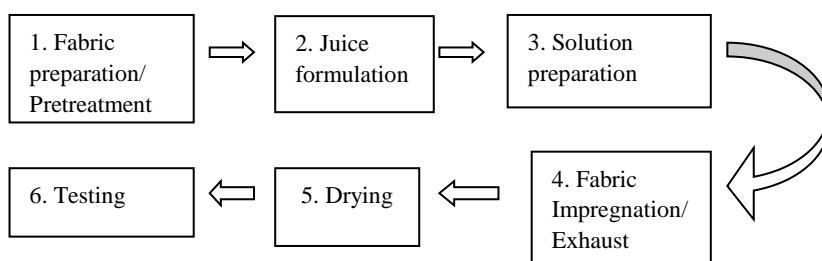 1. Fabric
preparation/
Pretreatment
2. Juice
formulation
3. Solution
preparation
4. Fabric
Impregnation/
Exhaust
5. Drying
6. Testing